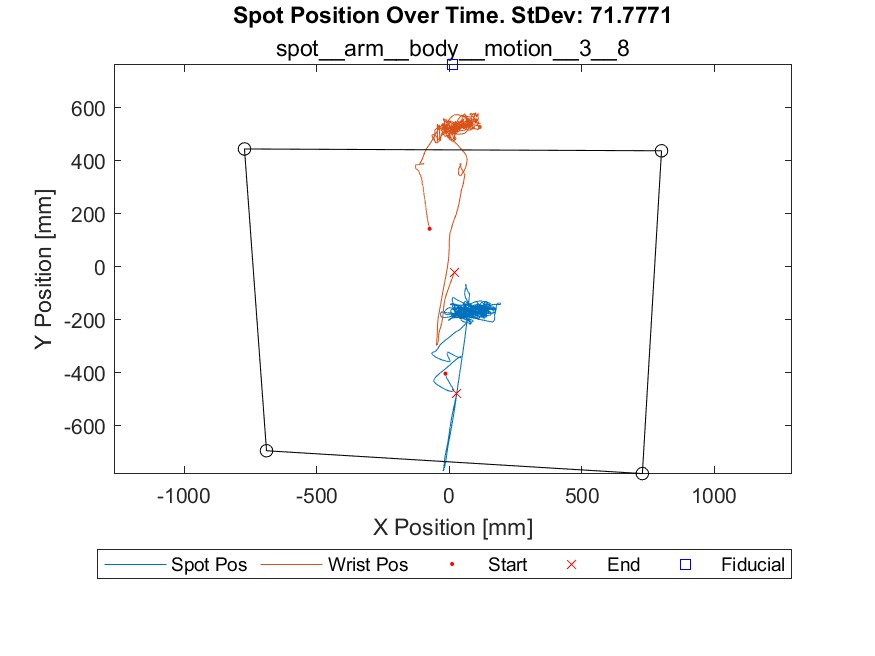 Spot Position Over Time. StDev: 71.7771
spot__arm__body__motion__3__8
600
400
200
0
-200
-400
-600
Y Position [mm]
-1000 -500 0 500 1000
X Position [mm]
Spot Pos Wrist Pos Start End Fiducial